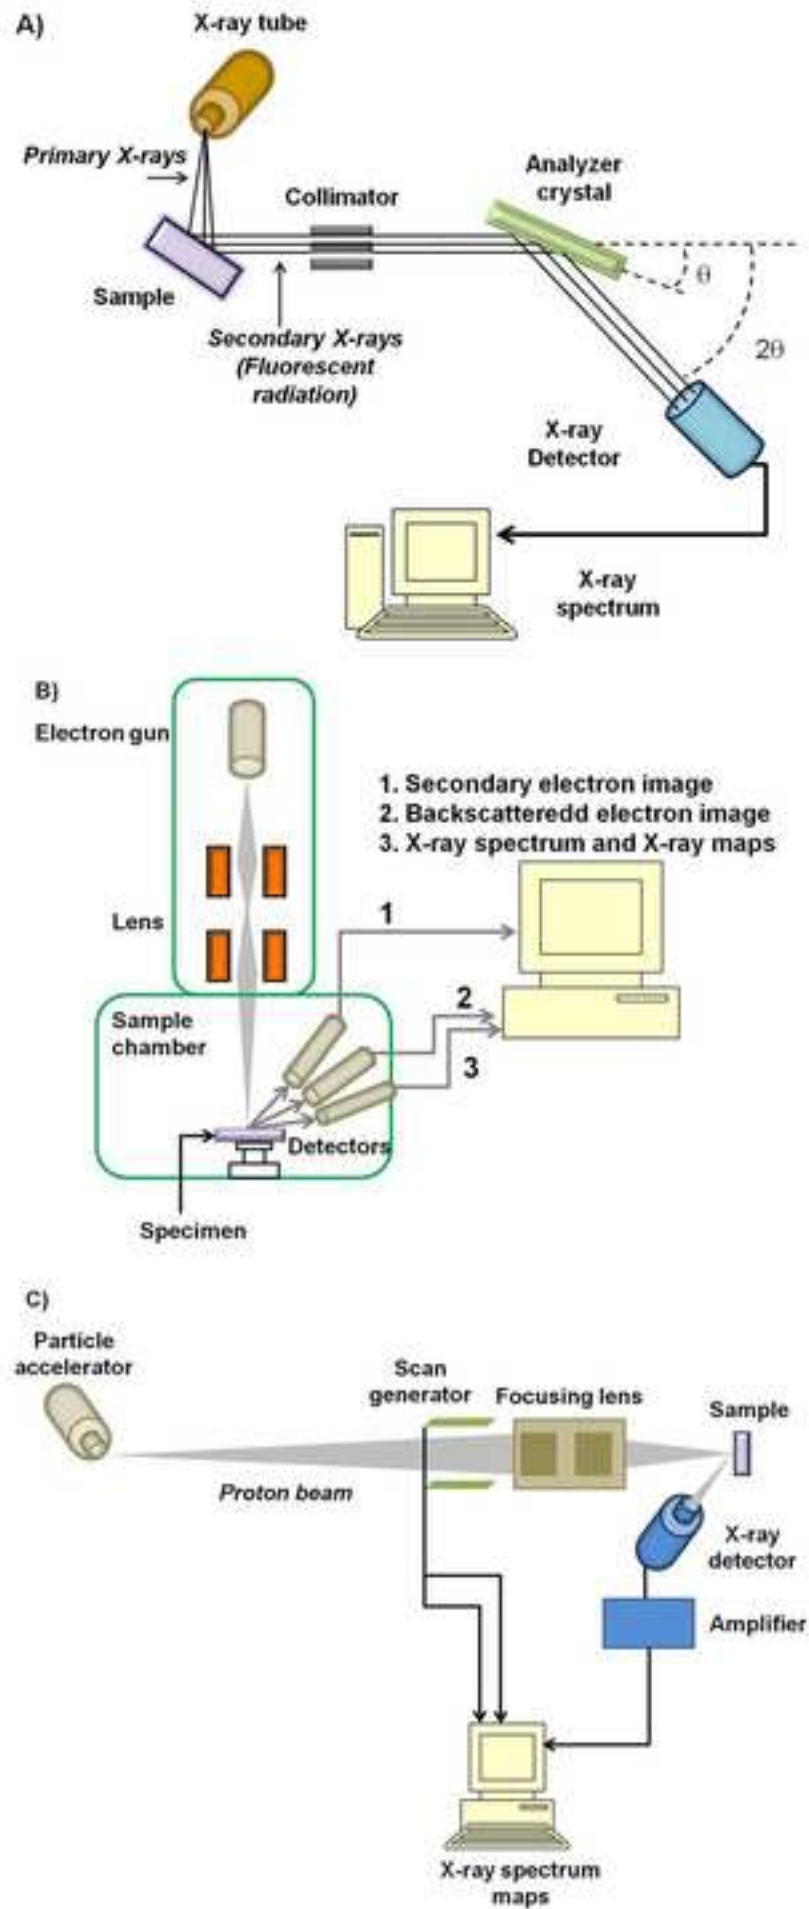 A)
X-ray tube
Primary X-rays
Collimator
Analyzer
crystal
Sample
θ
Secondary X-rays
(Fluorescent
radiation)
2θ
X-ray
Detector
X-ray
spectrum
B)
Electron gun
1. Secondary electron image
2. Backscatteredd electron image
3. X-ray spectrum and X-ray maps
Lens
1
Sample
chamber
2
3
Detectors
Specimen
C)
Particle
accelerator
Scan
generator
Focusing lens
Sample
Proton beam
X-ray
detector
Amplifier
X-ray spectrum
maps